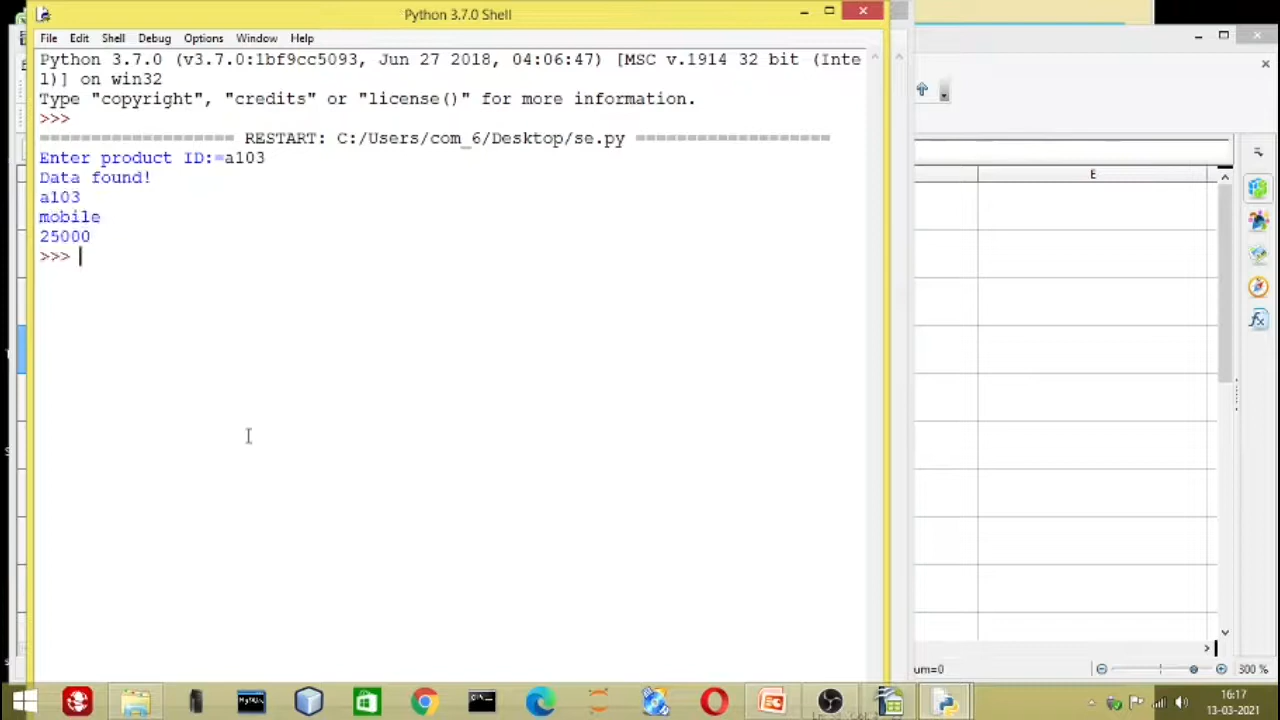 Python 3.7.0 Shell
File Edit Shell Debug Options Window Help
Python 3.7.0 (v3.7.0:1bf9cc5093, Jun 27 2018, 04:06:47) [MSC v.1914 32 bit (Inte
l)] on win32
Type "copyright", "credits" or "license()" for more information.
>>>
=================== RESTART: C:/Users/com_6/Desktop/se.py ===================
Enter product ID:=a103
Data found!
a103
mobile
25000
>>>
E
fx
um=0
300 %
MySQL
16:17
13-03-2021